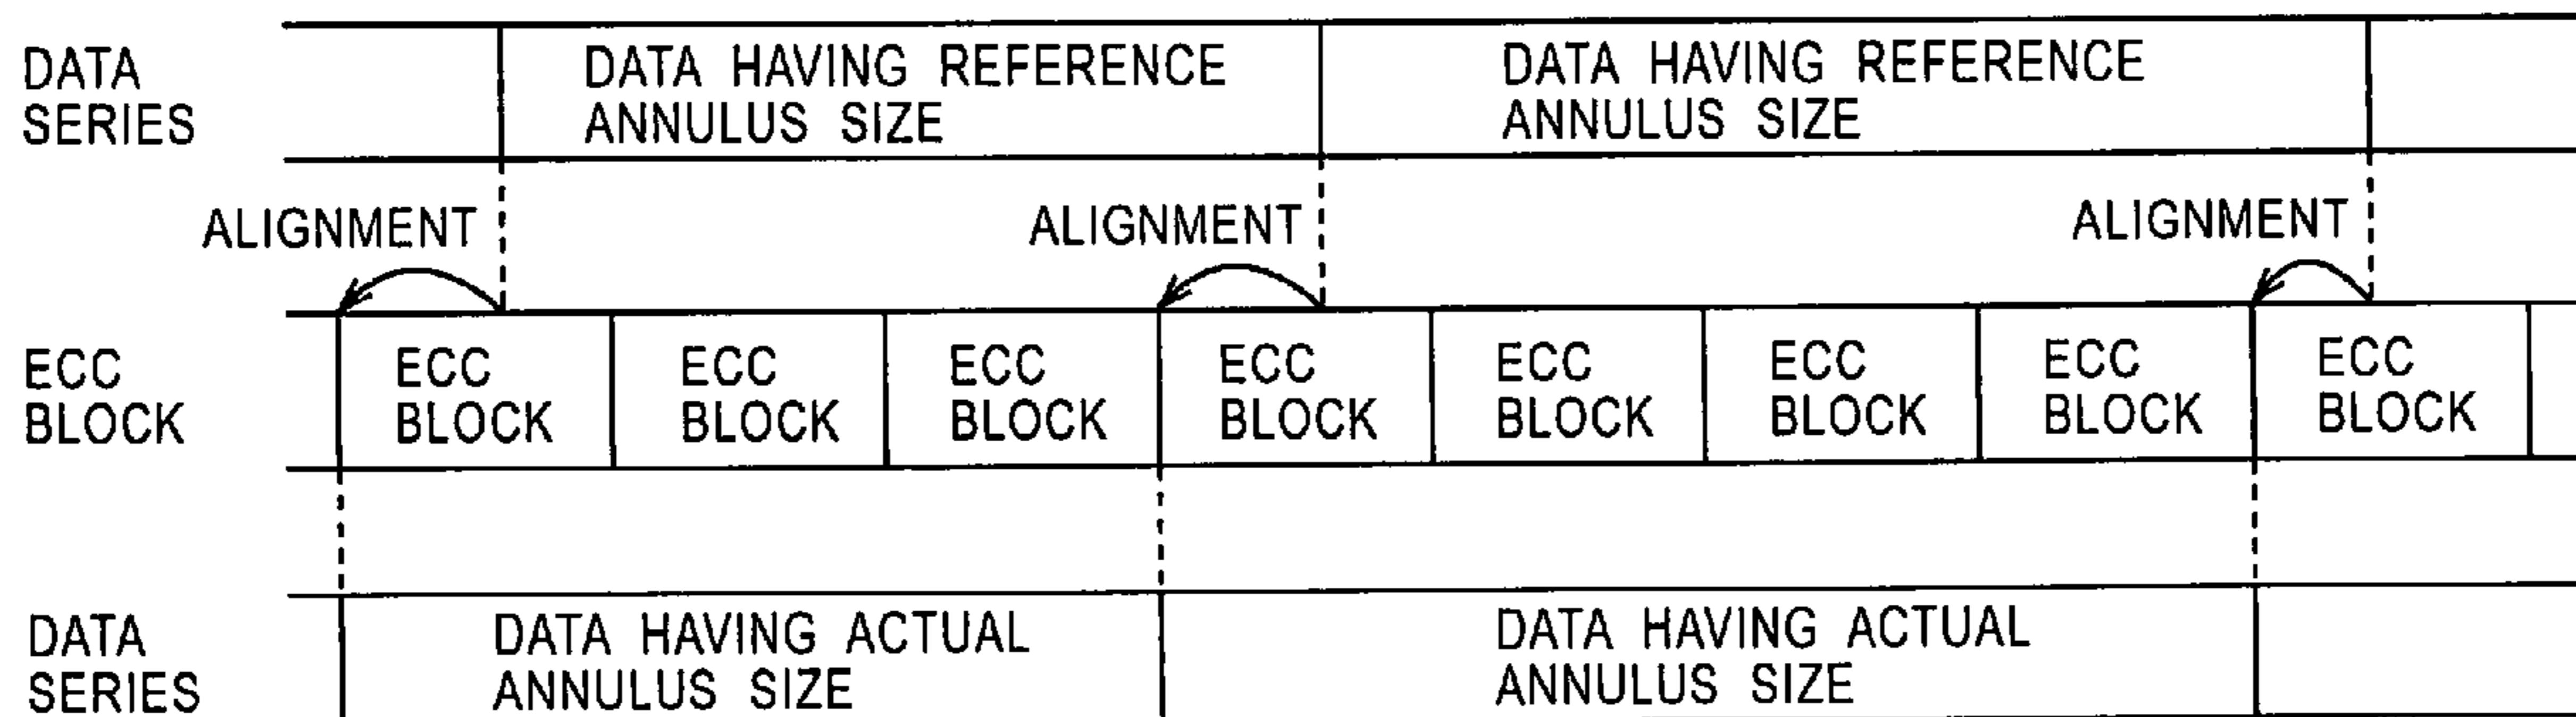 DATA
SERIES
DATA HAVING REFERENCE
ANNULUS SIZE
DATA HAVING REFERENCE
ANNULUS SIZE
ALIGNMENT
ALIGNMENT
ALIGNMENT
ECC
BLOCK
ECC
BLOCK
ECC
BLOCK
ECC
BLOCK
ECC
BLOCK
ECC
BLOCK
ECC
BLOCK
ECC
BLOCK
ECC
BLOCK
DATA
SERIES
DATA HAVING ACTUAL
ANNULUS SIZE
DATA HAVING ACTUAL
ANNULUS SIZE